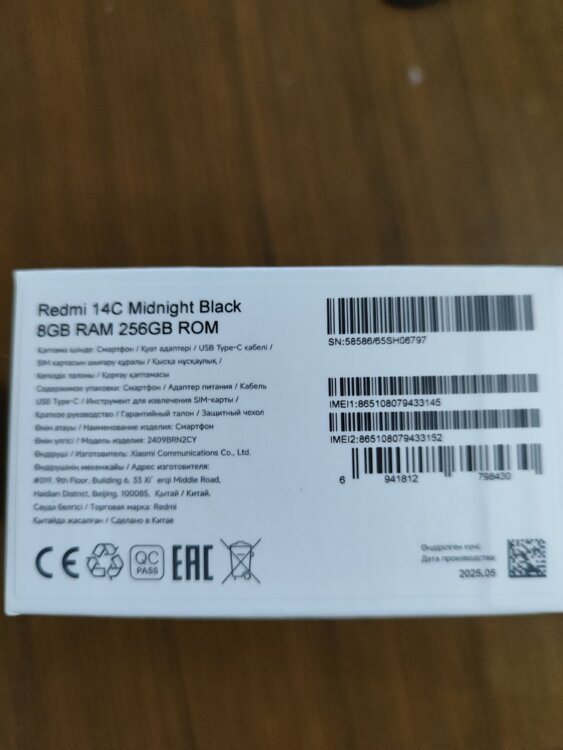 Redmi 14C Midnight Black
8GB RAM 256GB ROM
Қаптама ішінде: Смартфон / Қуат адаптері / USB Type-C кабелі /
SIM-картасын шығару құралы / Қысқа нұсқаулық /
Кепілдік талоны / Қорғау қаптамасы
Содержимое упаковки: Смартфон / Адаптер питания / Кабель
USB Type-C / Инструмент для извлечения SIM-карты /
Краткое руководство / Гарантийный талон / Защитный чехол
Өнім атауы / Наименование изделия: Смартфон
Өнім үлгісі / Модель изделия: 2409BRN2CY
Өндіруші / Изготовитель: Xiaomi Communications Co., Ltd.
Өндірушінің мекенжайы / Адрес изготовителя:
#019, 9th Floor, Building 6, 33 Xi' erqi Middle Road,
Haidian District, Beijing, 100085, Қытай / Китай.
Сауда белгісі / Торговая марка: Redmi
Қытайда жасалған / Сделано в Китае
CE
QC
PASS
EAC
SN:58586/65SH06797
IMEI1:865108079433145
IMEI2:865108079433152
6 941812 798430
Өндірілген күні:
Дата производства:
2025.05